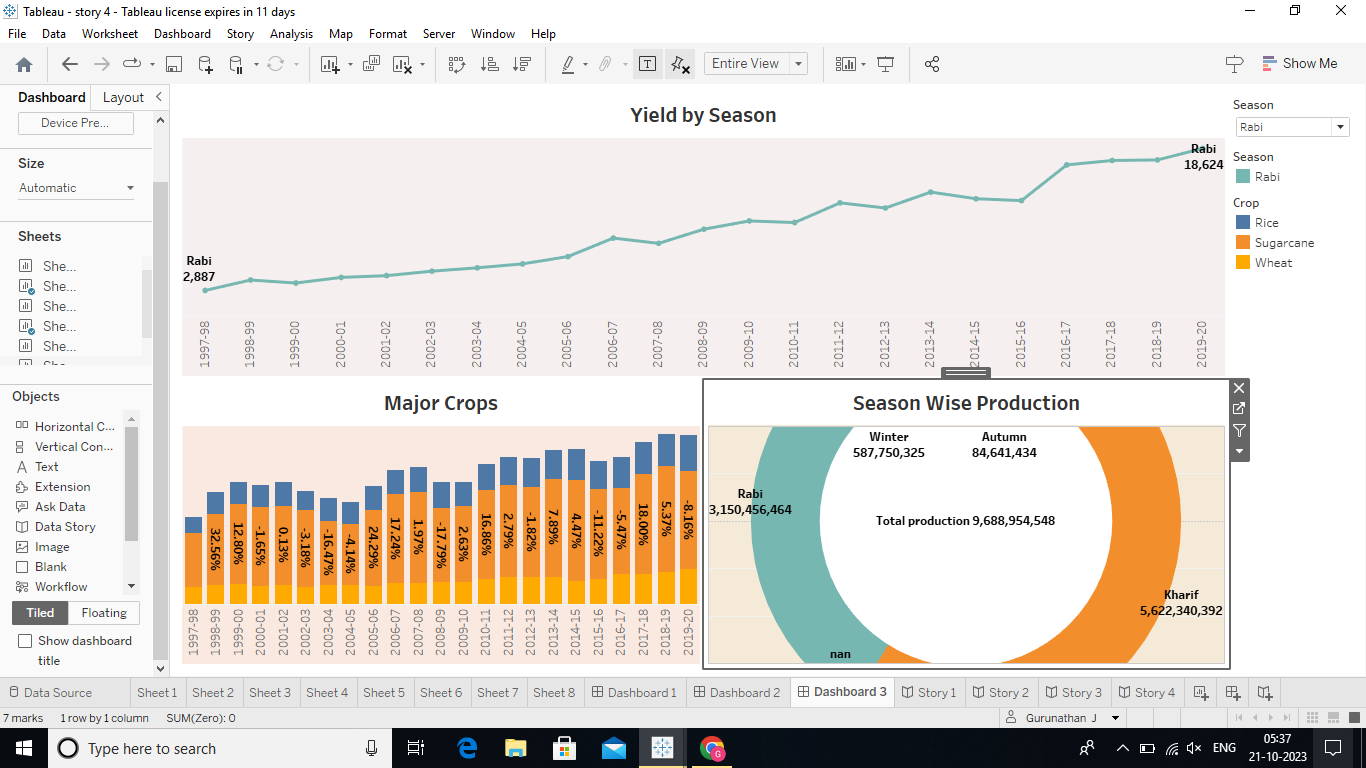 Tableau - story 4 - Tableau license expires in 11 days
File Data Worksheet Dashboard Story Analysis Map Format Server Window Help
Entire View
Show Me
Dashboard Layout
Device Pre...
Size
Automatic
Sheets
She...
She...
She...
She...
She...
Objects
Horizontal C...
Vertical Con...
Text
Extension
Ask Data
Data Story
Image
Blank
Workflow
Tiled Floating
Show dashboard
title
Yield by Season
Rabi
2,887
Rabi
18,624
1997-98
1998-99
1999-00
2000-01
2001-02
2002-03
2003-04
2004-05
2005-06
2006-07
2007-08
2008-09
2009-10
2010-11
2011-12
2012-13
2013-14
2014-15
2015-16
2016-17
2017-18
2018-19
2019-20
Season
Rabi
Season
Rabi
Crop
Rice
Sugarcane
Wheat
Major Crops
32.56%
12.80%
-1.65%
0.13%
-3.18%
-16.47%
-4.14%
24.29%
17.24%
1.97%
-17.79%
2.63%
16.86%
2.79%
-1.82%
7.89%
4.47%
-11.22%
-5.47%
18.00%
5.37%
-8.16%
1997-98
1998-99
1999-00
2000-01
2001-02
2002-03
2003-04
2004-05
2005-06
2006-07
2007-08
2008-09
2009-10
2010-11
2011-12
2012-13
2013-14
2014-15
2015-16
2016-17
2017-18
2018-19
2019-20
Season Wise Production
Winter
587,750,325
Autumn
84,641,434
Rabi
3,150,456,464
Total production 9,688,954,548
Kharif
5,622,340,392
nan
Data Source Sheet 1 Sheet 2 Sheet 3 Sheet 4 Sheet 5 Sheet 6 Sheet 7 Sheet 8 Dashboard 1 Dashboard 2 Dashboard 3 Story 1 Story 2 Story 3 Story 4
7 marks 1 row by 1 column SUM(Zero): 0
Gurunathan J
Type here to search
G
ENG
05:37
21-10-2023